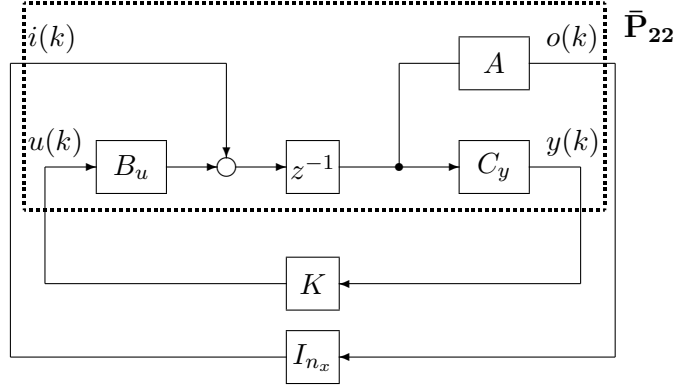 i(k)
o(k)
P̄₂₂
A
u(k)
y(k)
B_u
z⁻¹
C_y
K
I_{n_x}